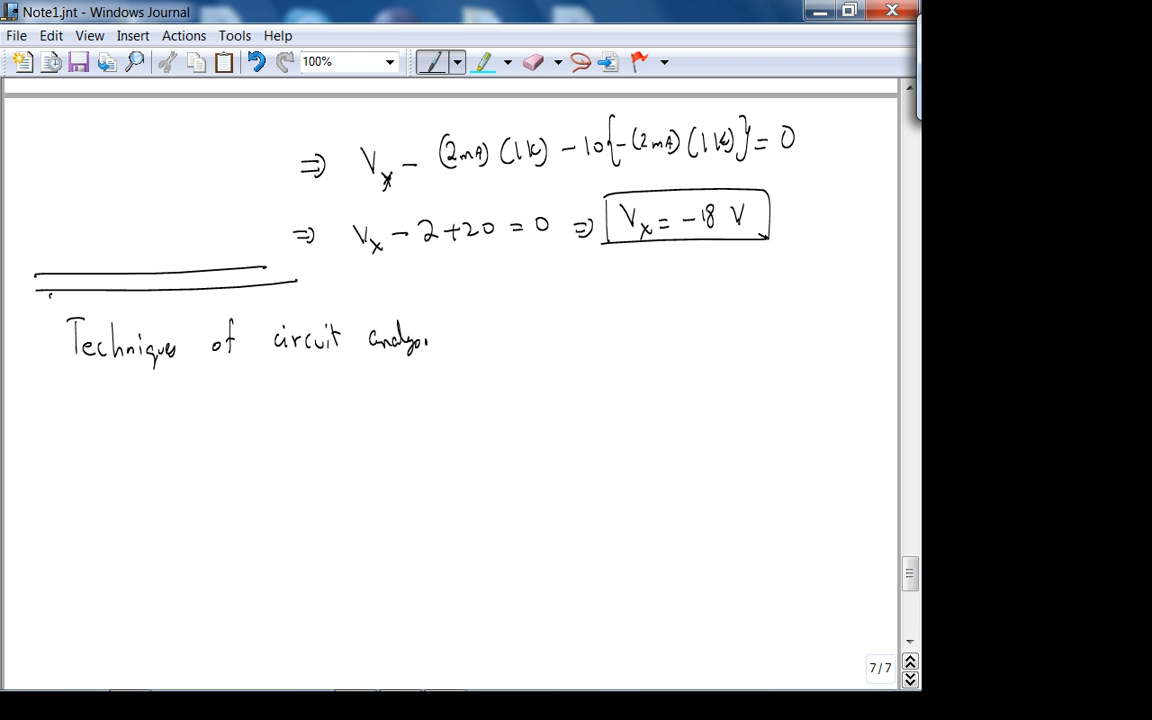 Note1.jnt - Windows Journal
File Edit View Insert Actions Tools Help
100%
⇒ Vx - (2mA) (1K) - 10{-(2mA) (1K)} = 0
⇒ Vx - 2 + 20 = 0 ⇒ Vx = -18 V
Techniques of circuit
7/7